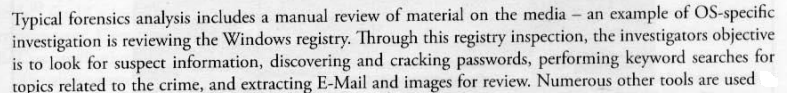 Typical forensics analysis includes a manual review of material on the media – an example of OS-specific
investigation is reviewing the Windows registry. Through this registry inspection, the investigators objective
is to look for suspect information, discovering and cracking passwords, performing keyword searches for
topics related to the crime, and extracting E-Mail and images for review. Numerous other tools are used